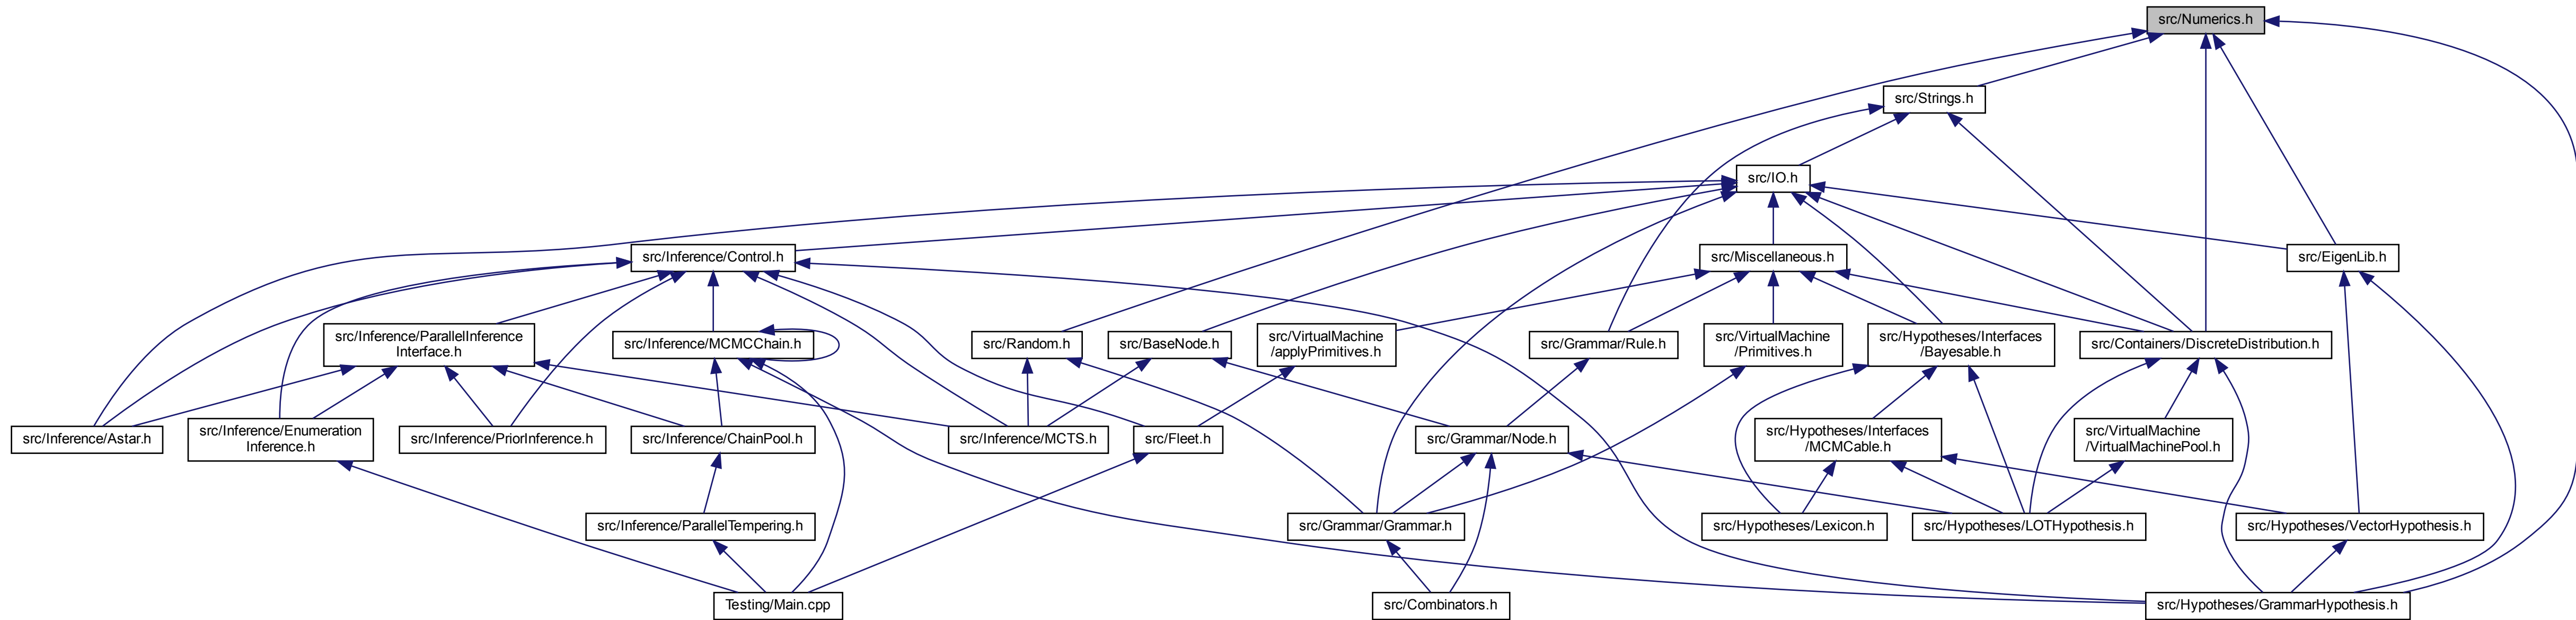 src/Numerics.h
src/Strings.h
src/IO.h
src/Inference/Control.h
src/Miscellaneous.h
src/EigenLib.h
src/Inference/ParallelInference
Interface.h
src/Inference/MCMCChain.h
src/Random.h
src/BaseNode.h
src/VirtualMachine
/applyPrimitives.h
src/Grammar/Rule.h
src/VirtualMachine
/Primitives.h
src/Hypotheses/Interfaces
/Bayesable.h
src/Containers/DiscreteDistribution.h
src/Inference/Astar.h
src/Inference/Enumeration
Inference.h
src/Inference/PriorInference.h
src/Inference/ChainPool.h
src/Inference/MCTS.h
src/Fleet.h
src/Grammar/Node.h
src/Hypotheses/Interfaces
/MCMCable.h
src/VirtualMachine
/VirtualMachinePool.h
src/Inference/ParallelTempering.h
src/Grammar/Grammar.h
src/Hypotheses/Lexicon.h
src/Hypotheses/LOTHypothesis.h
src/Hypotheses/VectorHypothesis.h
Testing/Main.cpp
src/Combinators.h
src/Hypotheses/GrammarHypothesis.h